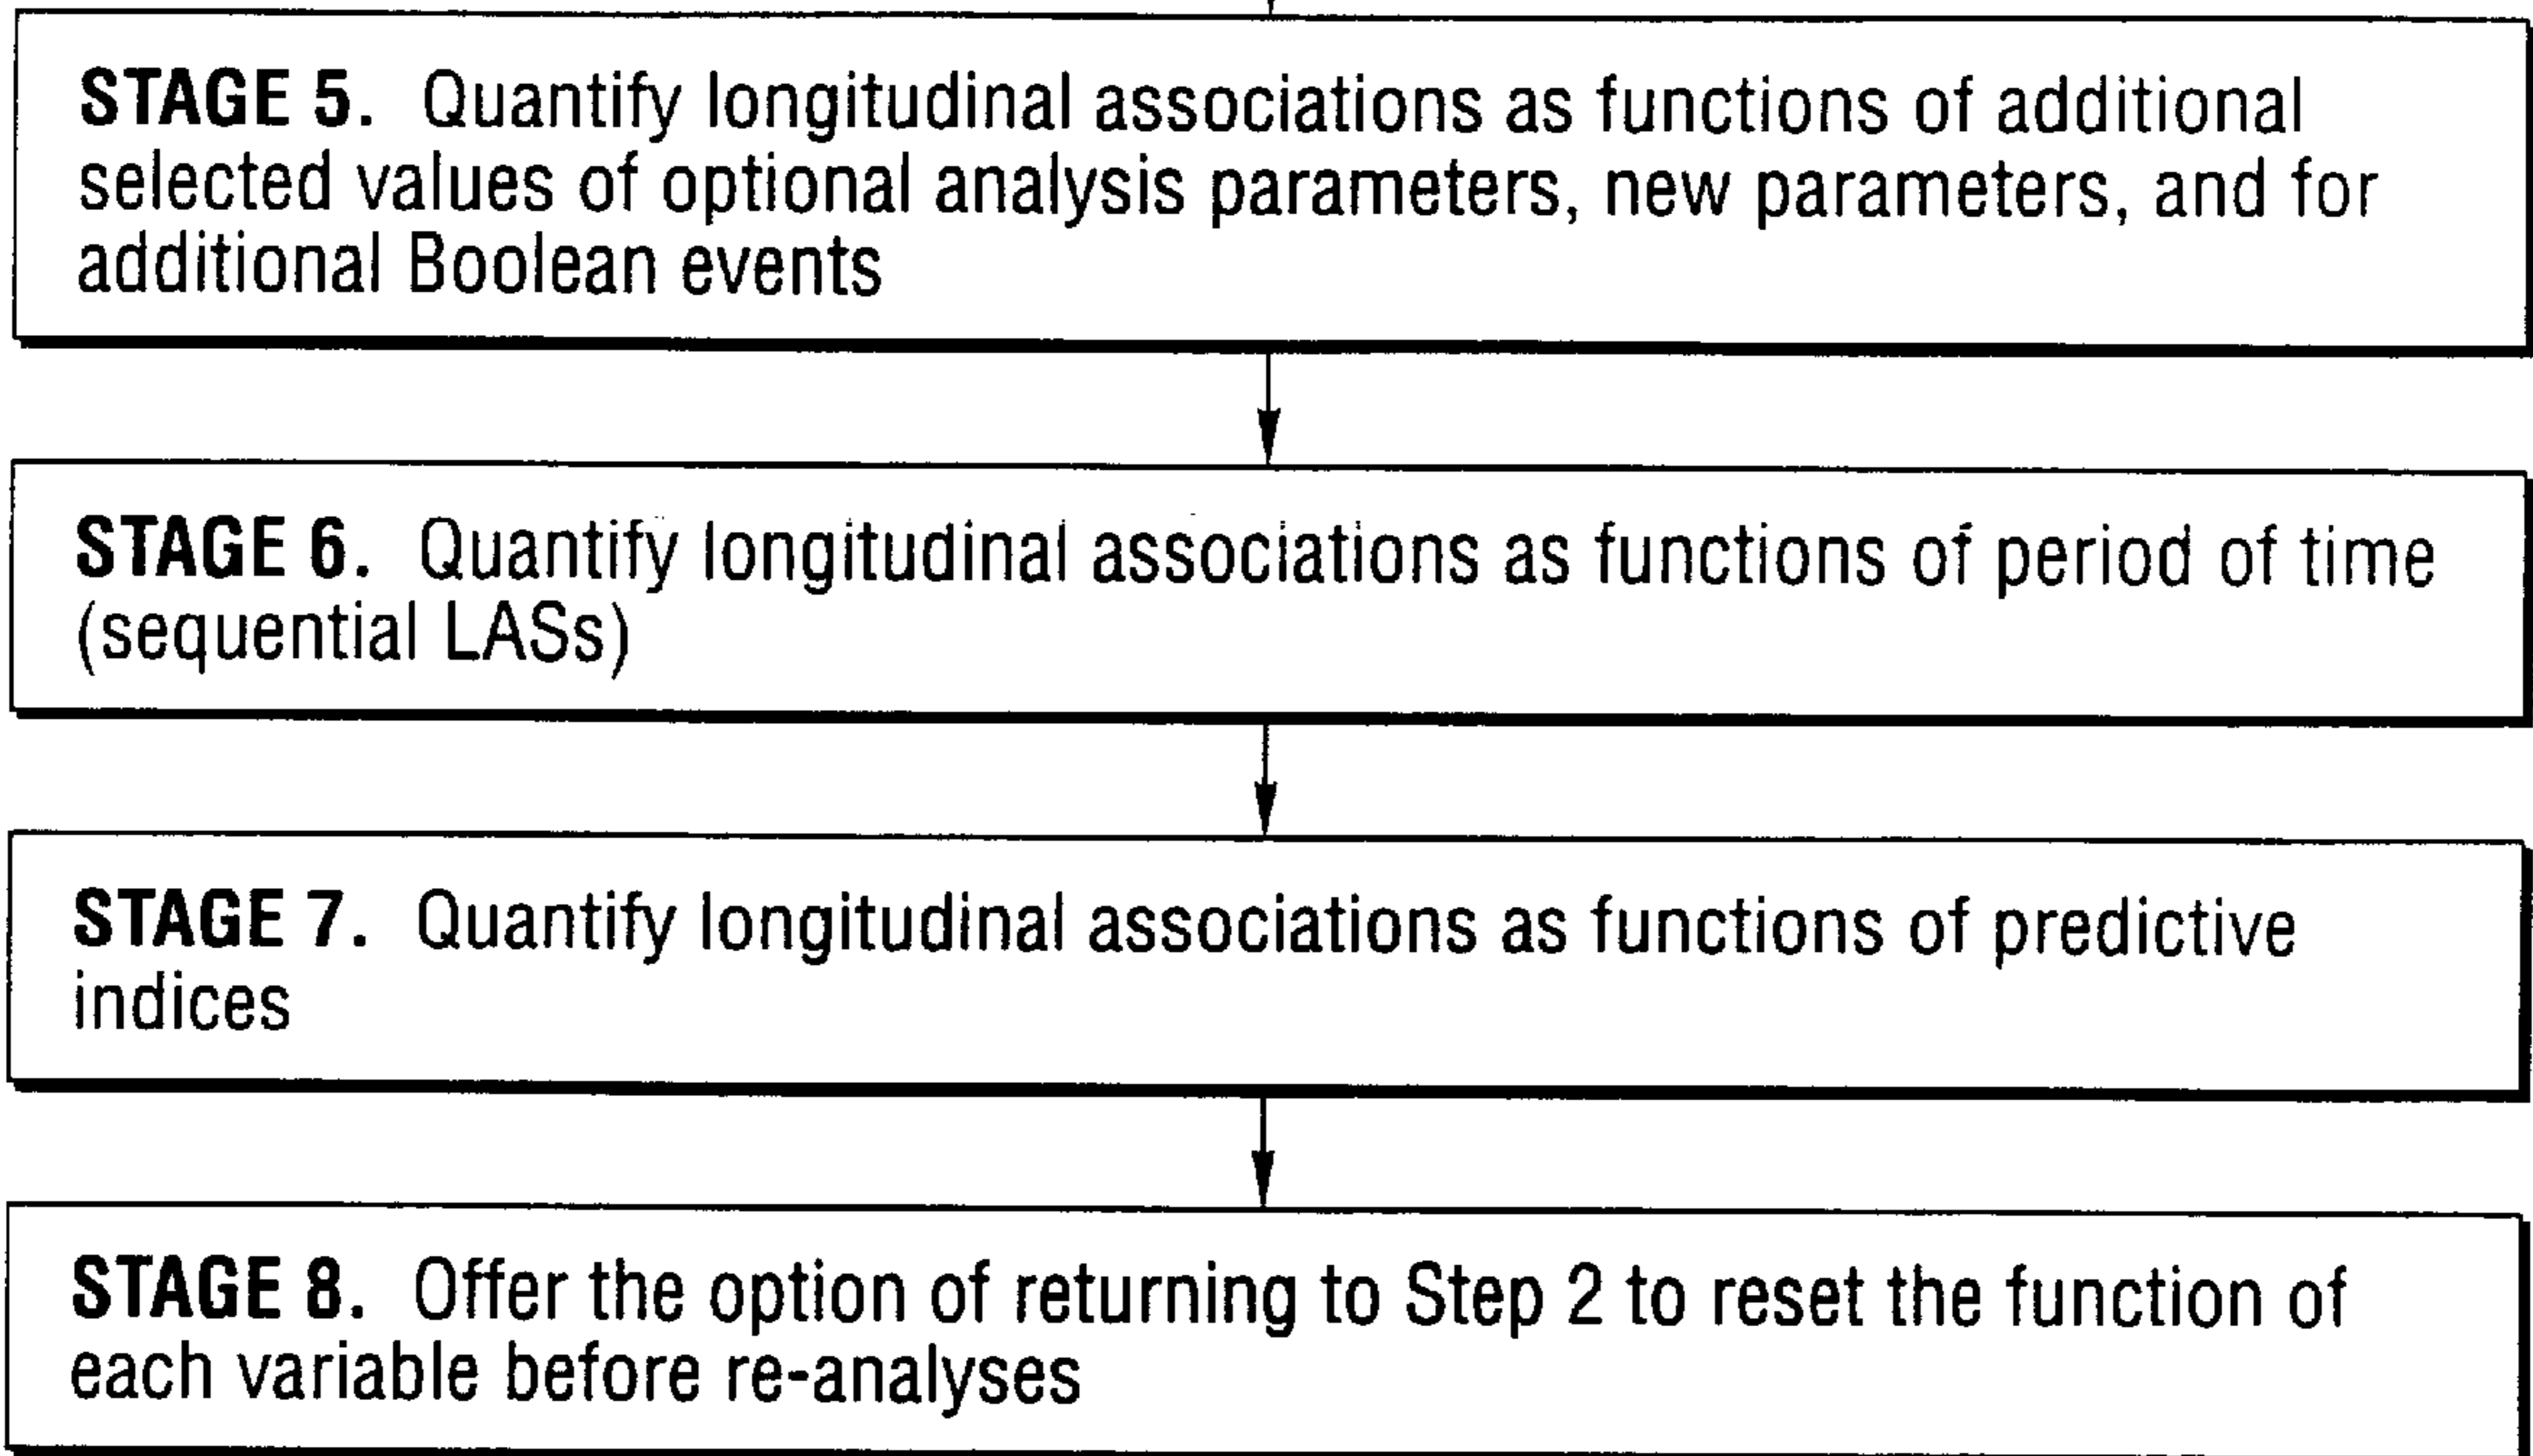 STAGE 5. Quantify longitudinal associations as functions of additional
selected values of optional analysis parameters, new parameters, and for
additional Boolean events
STAGE 6. Quantify longitudinal associations as functions of period of time
(sequential LASs)
STAGE 7. Quantify longitudinal associations as functions of predictive
indices
STAGE 8. Offer the option of returning to Step 2 to reset the function of
each variable before re-analyses